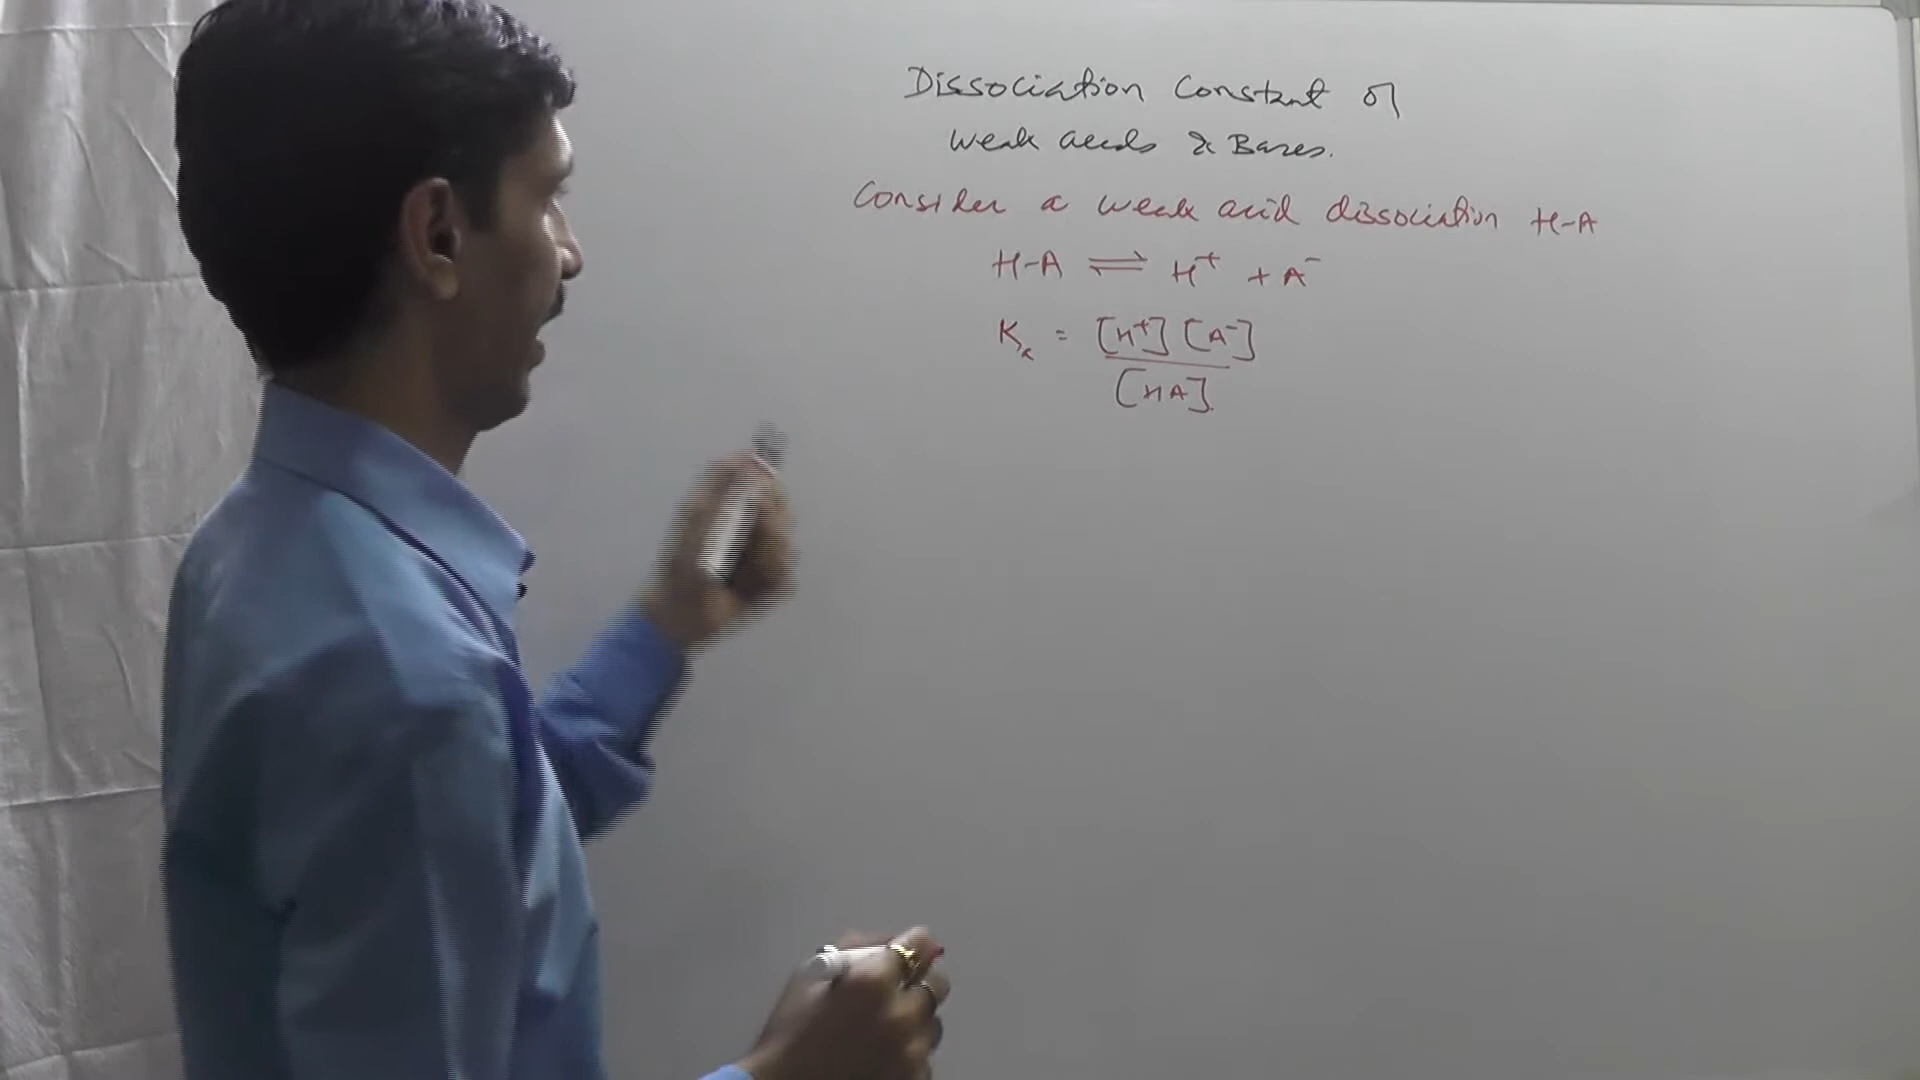 Dissociation Constant of
weak acids & Bases.
Consider a weak acid dissociation H-A
H-A ⇌ H⁺ + A⁻
Kₐ = [H⁺] [A⁻]
[HA].